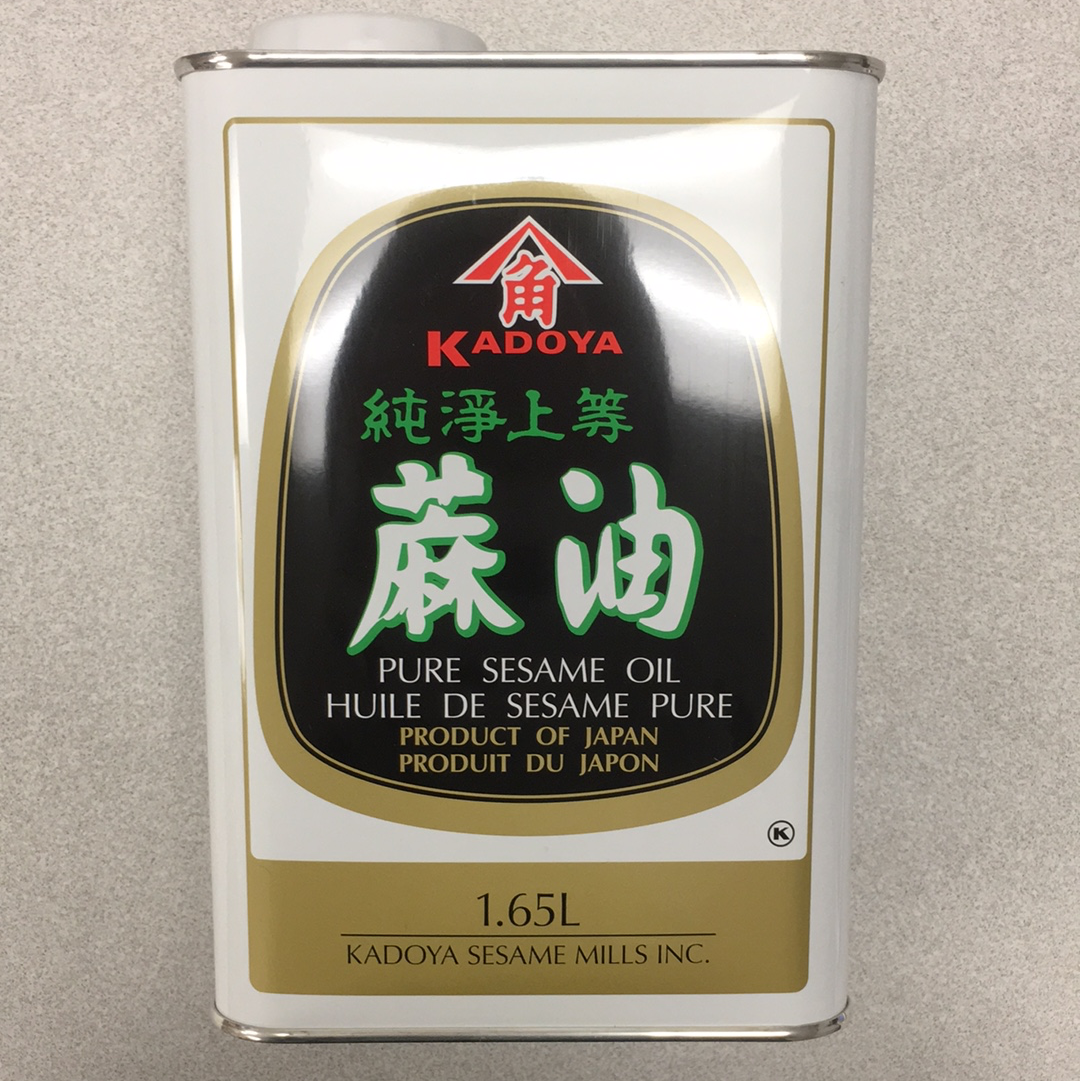 角
KADOYA
純淨上等
蔴油
PURE SESAME OIL
HUILE DE SESAME PURE
PRODUCT OF JAPAN
PRODUIT DU JAPON
K
1.65L
KADOYA SESAME MILLS INC.